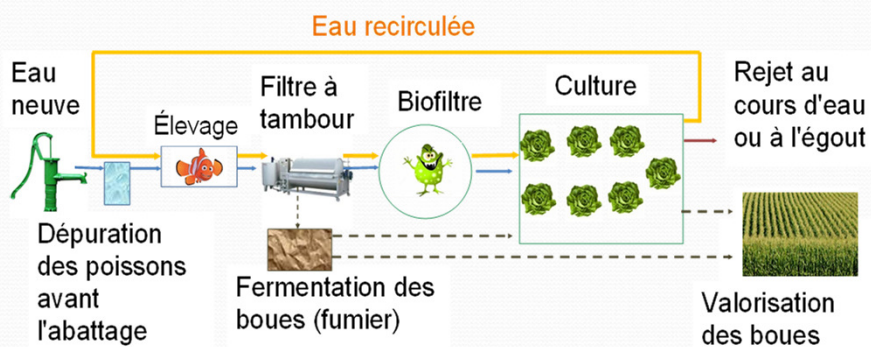 Eau recirculée
Eau
neuve
Élevage
Filtre à
tambour
Biofiltre
Culture
Rejet au
cours d'eau
ou à l'égout
Dépuration
des poissons
avant
l'abattage
Fermentation des
boues (fumier)
Valorisation
des boues